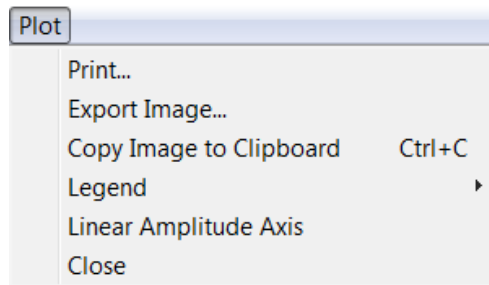 Plot
Print...
Export Image...
Copy Image to Clipboard Ctrl+C
Legend
Linear Amplitude Axis
Close